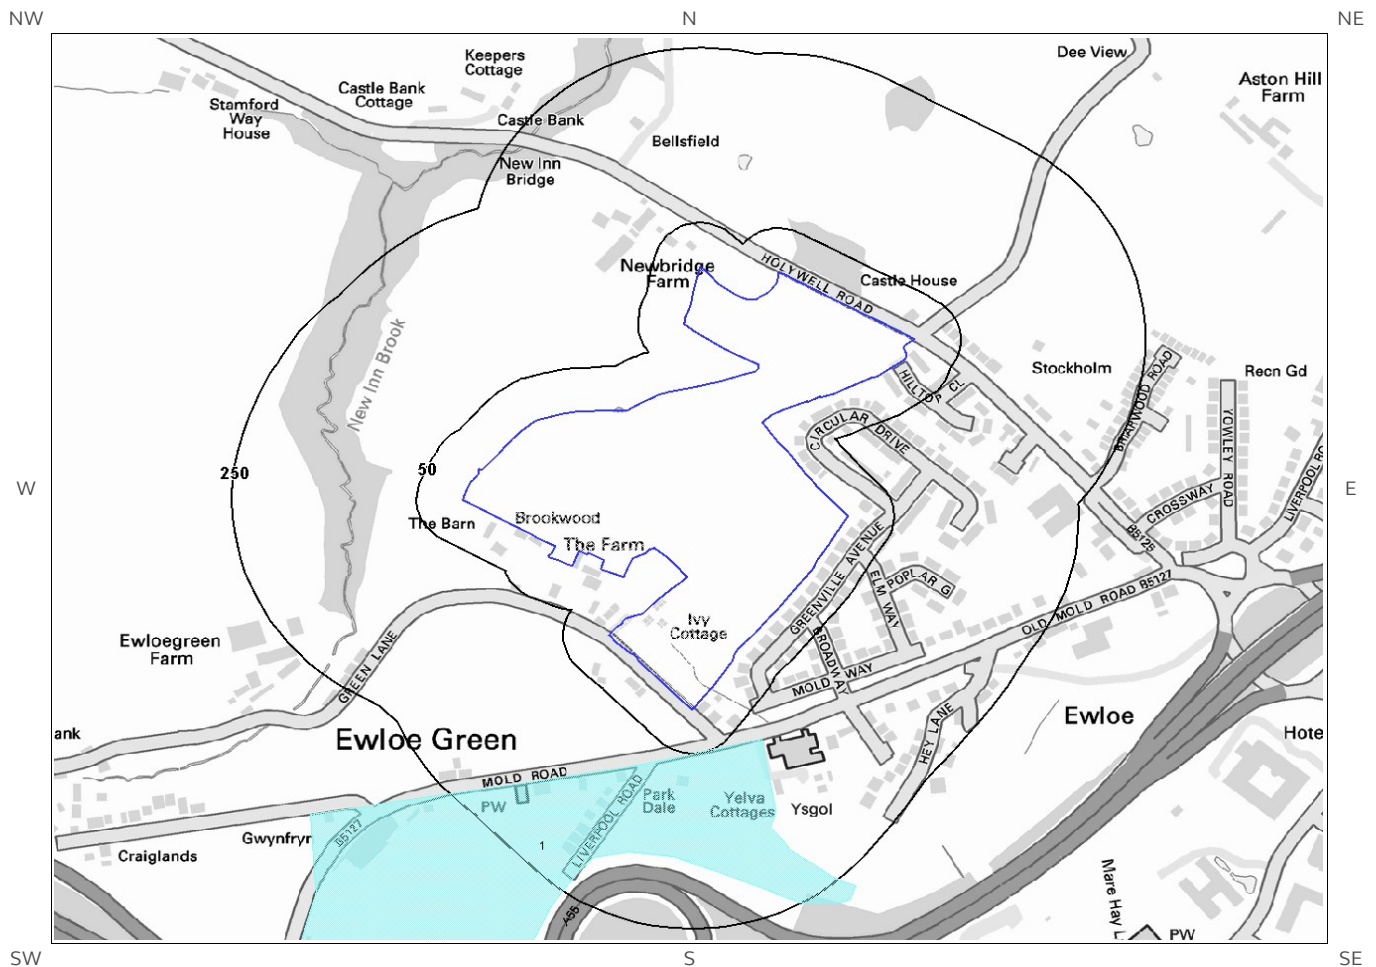 NW
N
NE
Keepers
Cottage
Dee View
Aston Hill
Farm
Castle Bank
Cottage
Stamford
Way
House
Castle Bank
Bellsfield
New Inn
Bridge
Newbridge
Farm
HOLYWELL ROAD
Castle House
New Inn Brook
Stockholm
Recn Gd
HILLTOP CL
BRIARWOOD ROAD
YOWLEY ROAD
CIRCULAR DRIVE
LIVERPOOL RO
250
50
W
E
CROSSWAY
The Barn
Brookwood
The Farm
B5125
GREENVILLE AVENUE
ELM WAY
POPLAR G
OLD MOLD ROAD B5127
Ivy
Cottage
BROADWAY
Ewloegreen
Farm
GREEN LANE
MOLD WAY
HEY LANE
Ewloe
ank
Ewloe Green
Hote
MOLD ROAD
PW
LIVERPOOL ROAD
Park
Dale
Yelva
Cottages
Ysgol
Gwynfryn
B5127
1
Craiglands
A55
Mare Hay L
PW
SW
S
SE